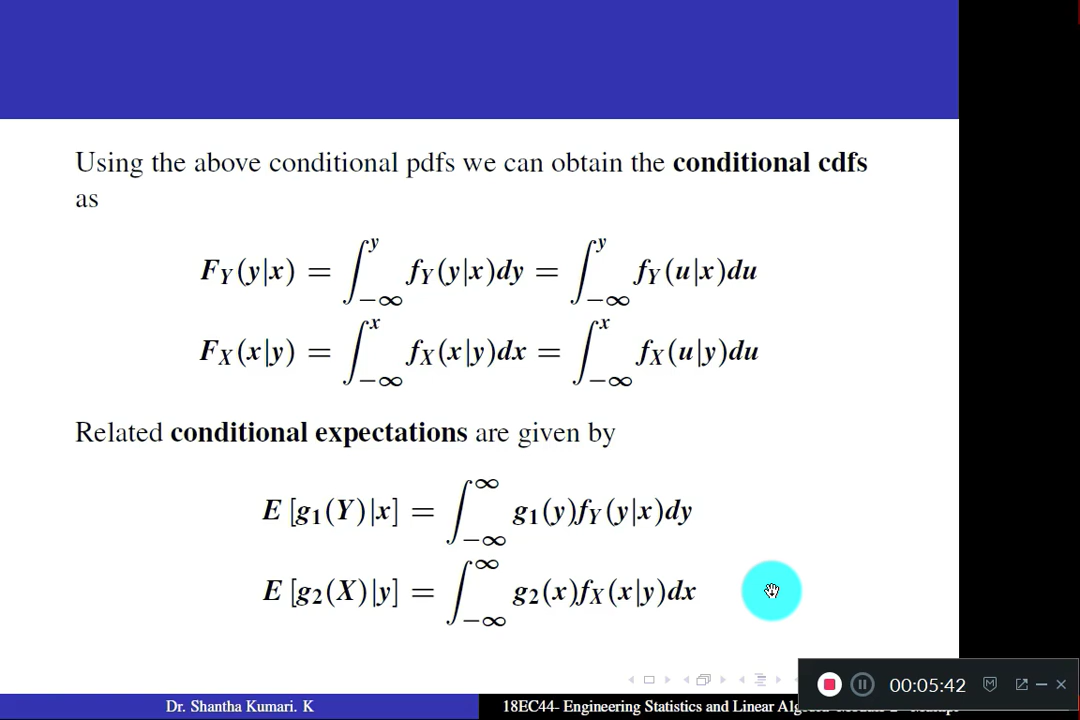 Using the above conditional pdfs we can obtain the conditional cdfs
as
F_Y(y|x) = ∫_{-∞}^{y} f_Y(y|x)dy = ∫_{-∞}^{y} f_Y(u|x)du
F_X(x|y) = ∫_{-∞}^{x} f_X(x|y)dx = ∫_{-∞}^{x} f_X(u|y)du
Related conditional expectations are given by
E [g_1(Y)|x] = ∫_{-∞}^{∞} g_1(y)f_Y(y|x)dy
E [g_2(X)|y] = ∫_{-∞}^{∞} g_2(x)f_X(x|y)dx
00:05:42
Dr. Shantha Kumari. K
18EC44- Engineering Statistics and Linear